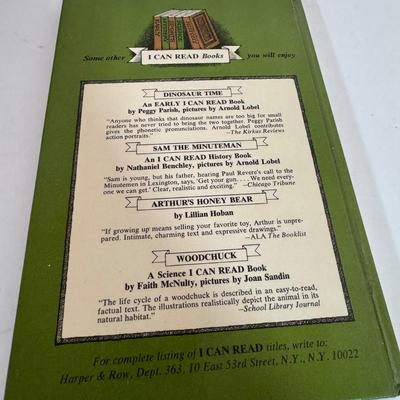 Some other I CAN READ Books you will enjoy
DINOSAUR TIME
An EARLY I CAN READ Book
by Peggy Parish, pictures by Arnold Lobel
"Anyone who thinks that dinosaur names are too big for small
readers has never tried to bring the two together. Peggy Parish
gives the phonetic pronunciations. Arnold Lobel contributes
action portraits." —The Kirkus Reviews
SAM THE MINUTEMAN
An I CAN READ History Book
by Nathaniel Benchley, pictures by Arnold Lobel
"Sam is young, but his father, hearing Paul Revere's call to the
Minutemen in Lexington, says, 'Get your gun. . . . We need every-
one we can get.' Clear, realistic and exciting." —Chicago Tribune
ARTHUR'S HONEY BEAR
by Lillian Hoban
"If growing up means selling your favorite toy, Arthur is unpre-
pared. Intimate, charming text and expressive drawings."
—ALA The Booklist
WOODCHUCK
A Science I CAN READ Book
by Faith McNulty, pictures by Joan Sandin
"The life cycle of a woodchuck is described in an easy-to-read,
factual text. The illustrations realistically depict the animal in its
natural habitat." —School Library Journal
For complete listing of I CAN READ titles, write to:
Harper & Row, Dept. 363, 10 East 53rd Street, N.Y., N.Y. 10022